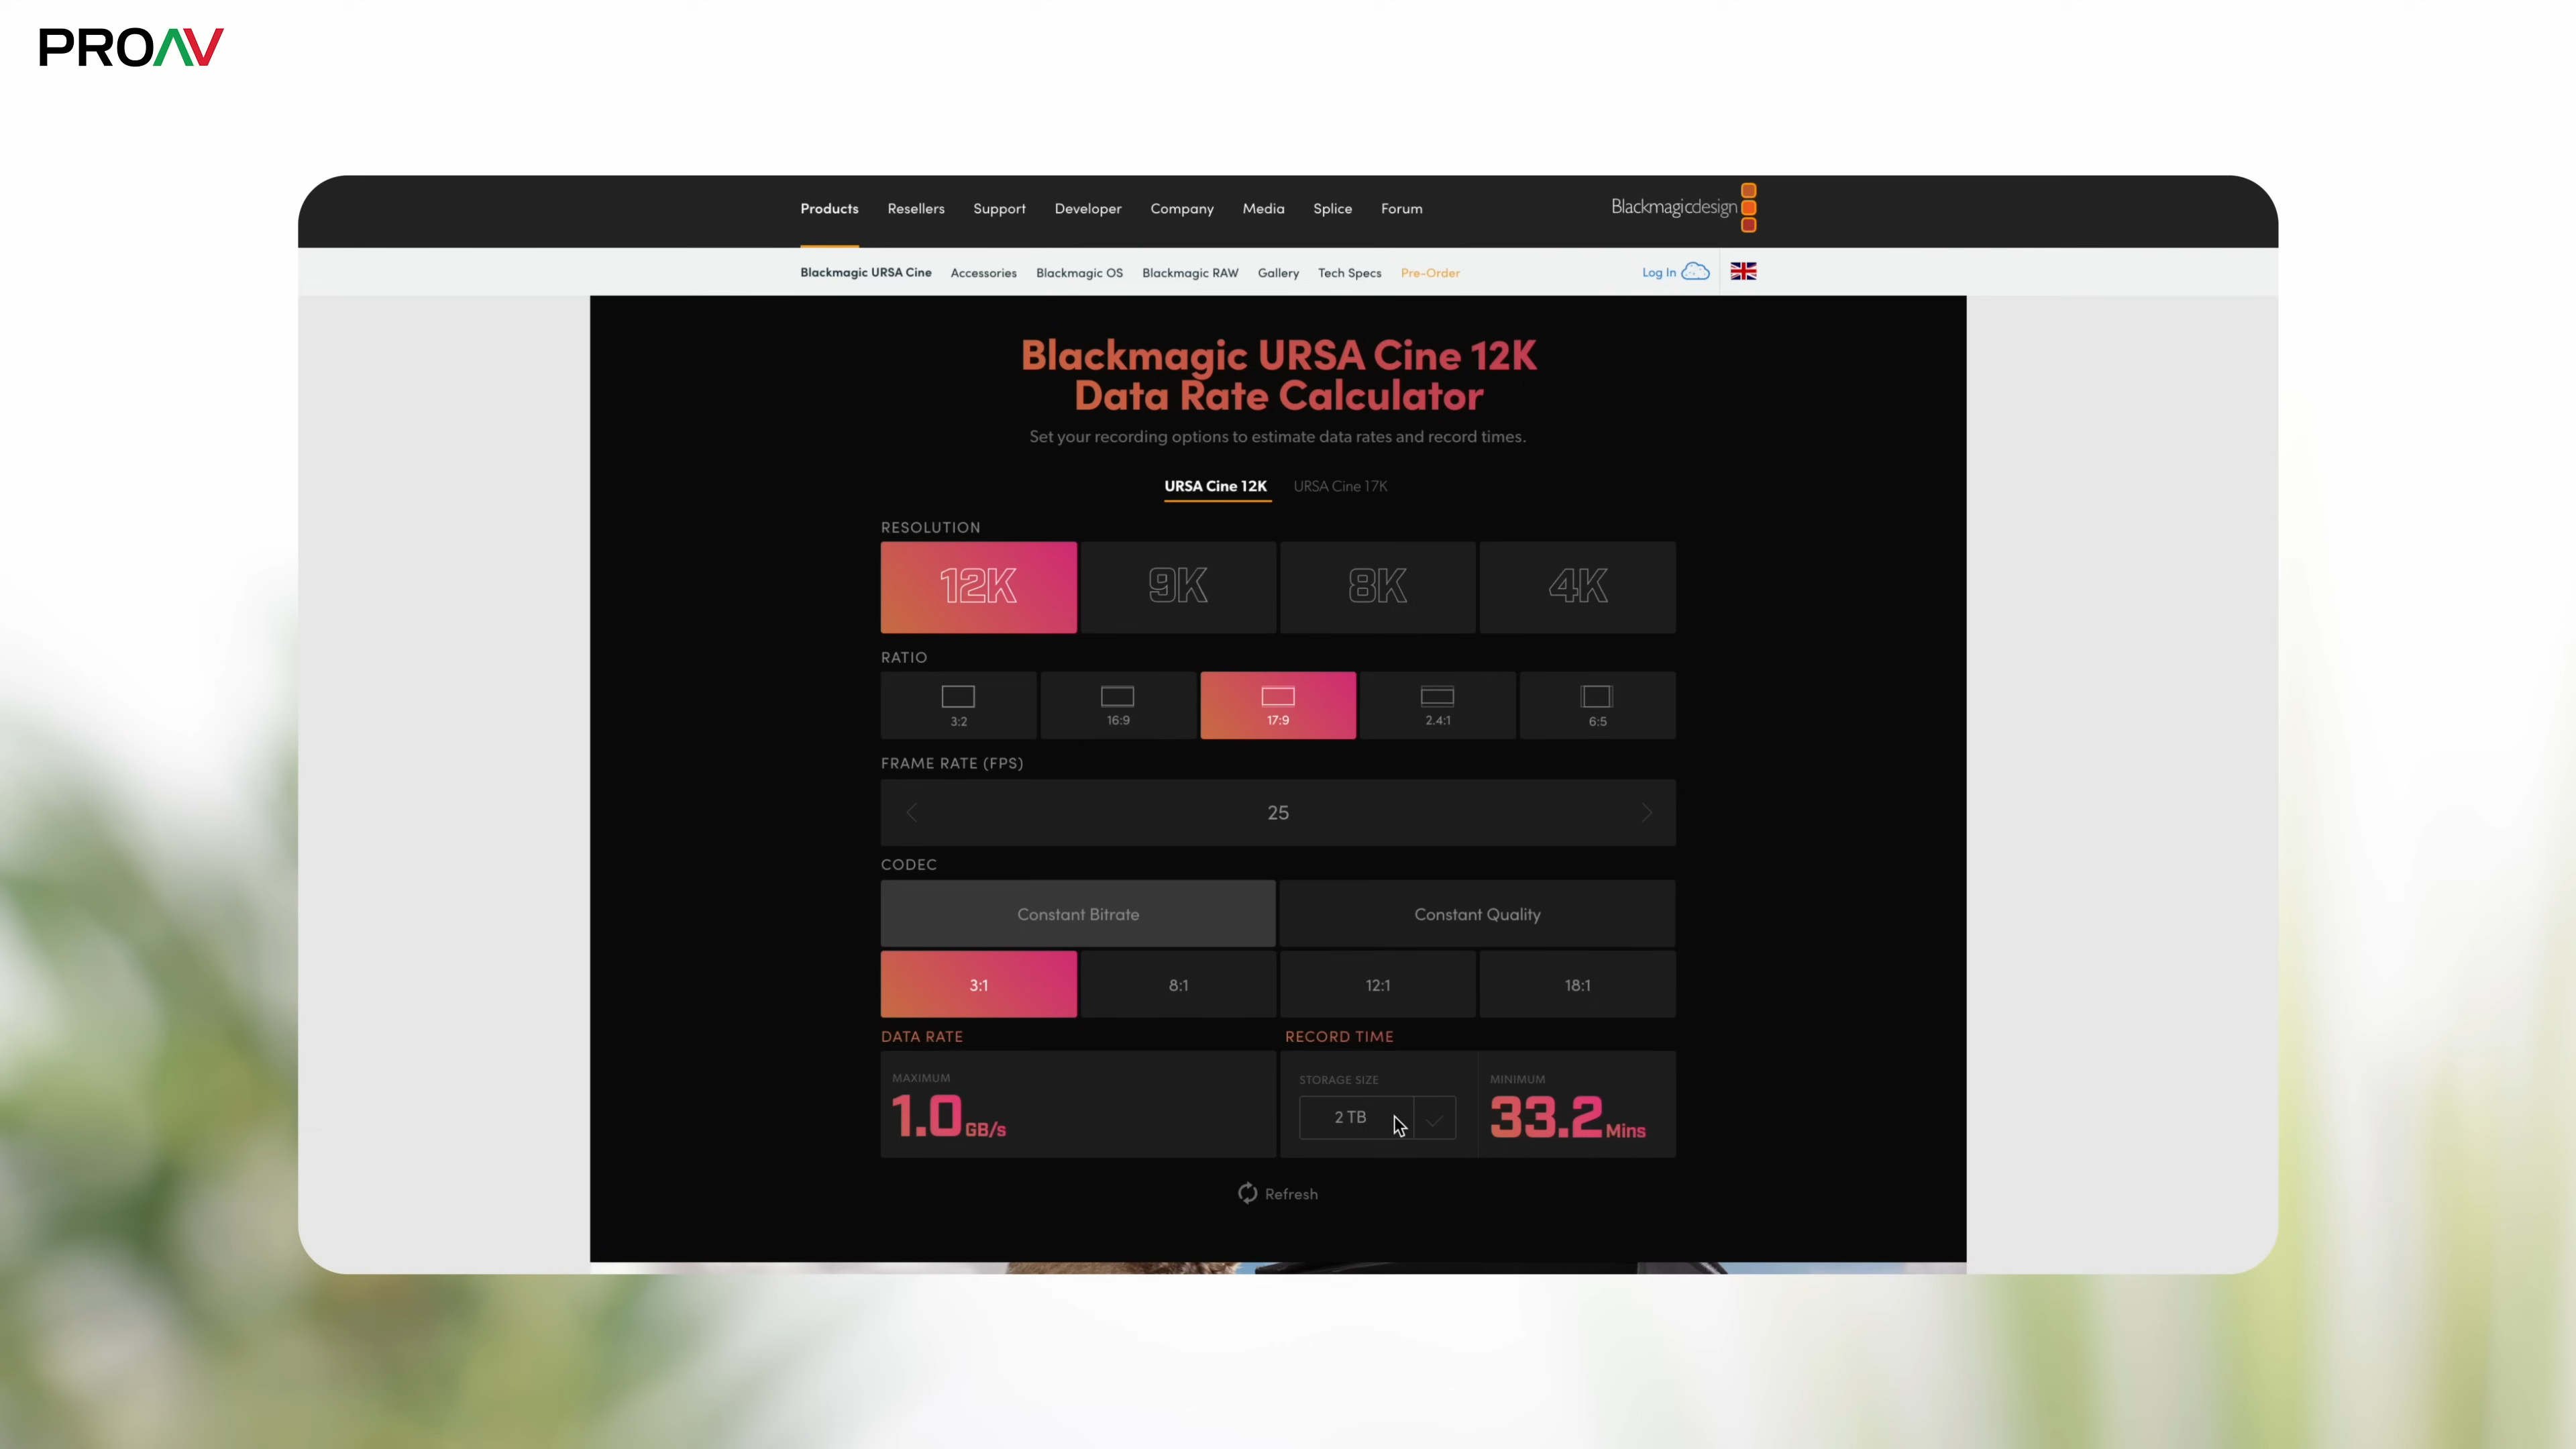 PROAV
Products Resellers Support Developer Company Media Splice Forum Blackmagicdesign
Blackmagic URSA Cine Accessories Blackmagic OS Blackmagic RAW Gallery Tech Specs Pre-Order Log In
Blackmagic URSA Cine 12K
Data Rate Calculator
Set your recording options to estimate data rates and record times.
URSA Cine 12K URSA Cine 17K
RESOLUTION
12K 9K 8K 4K
RATIO
3:2 16:9 17:9 2.4:1 6:5
FRAME RATE (FPS)
25
CODEC
Constant Bitrate Constant Quality
3:1 8:1 12:1 18:1
DATA RATE RECORD TIME
MAXIMUM STORAGE SIZE MINIMUM
1.0 GB/s 2 TB 33.2 Mins
Refresh